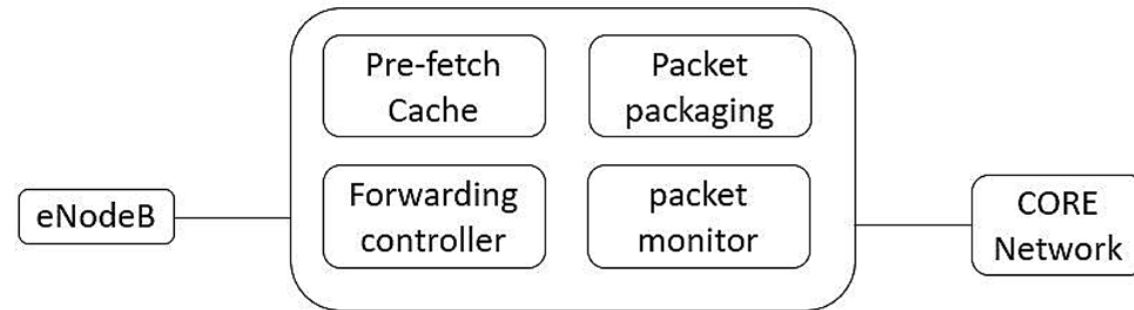 Pre-fetch
Cache
Packet
packaging
Forwarding
controller
packet
monitor
eNodeB
CORE
Network